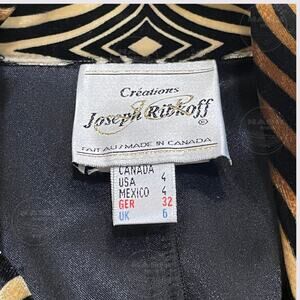 Créations
Joseph Ribkoff ®
FAIT AU/MADE IN CANADA
CANADA 4
USA 4
MEXICO 4
GER 32
UK 6